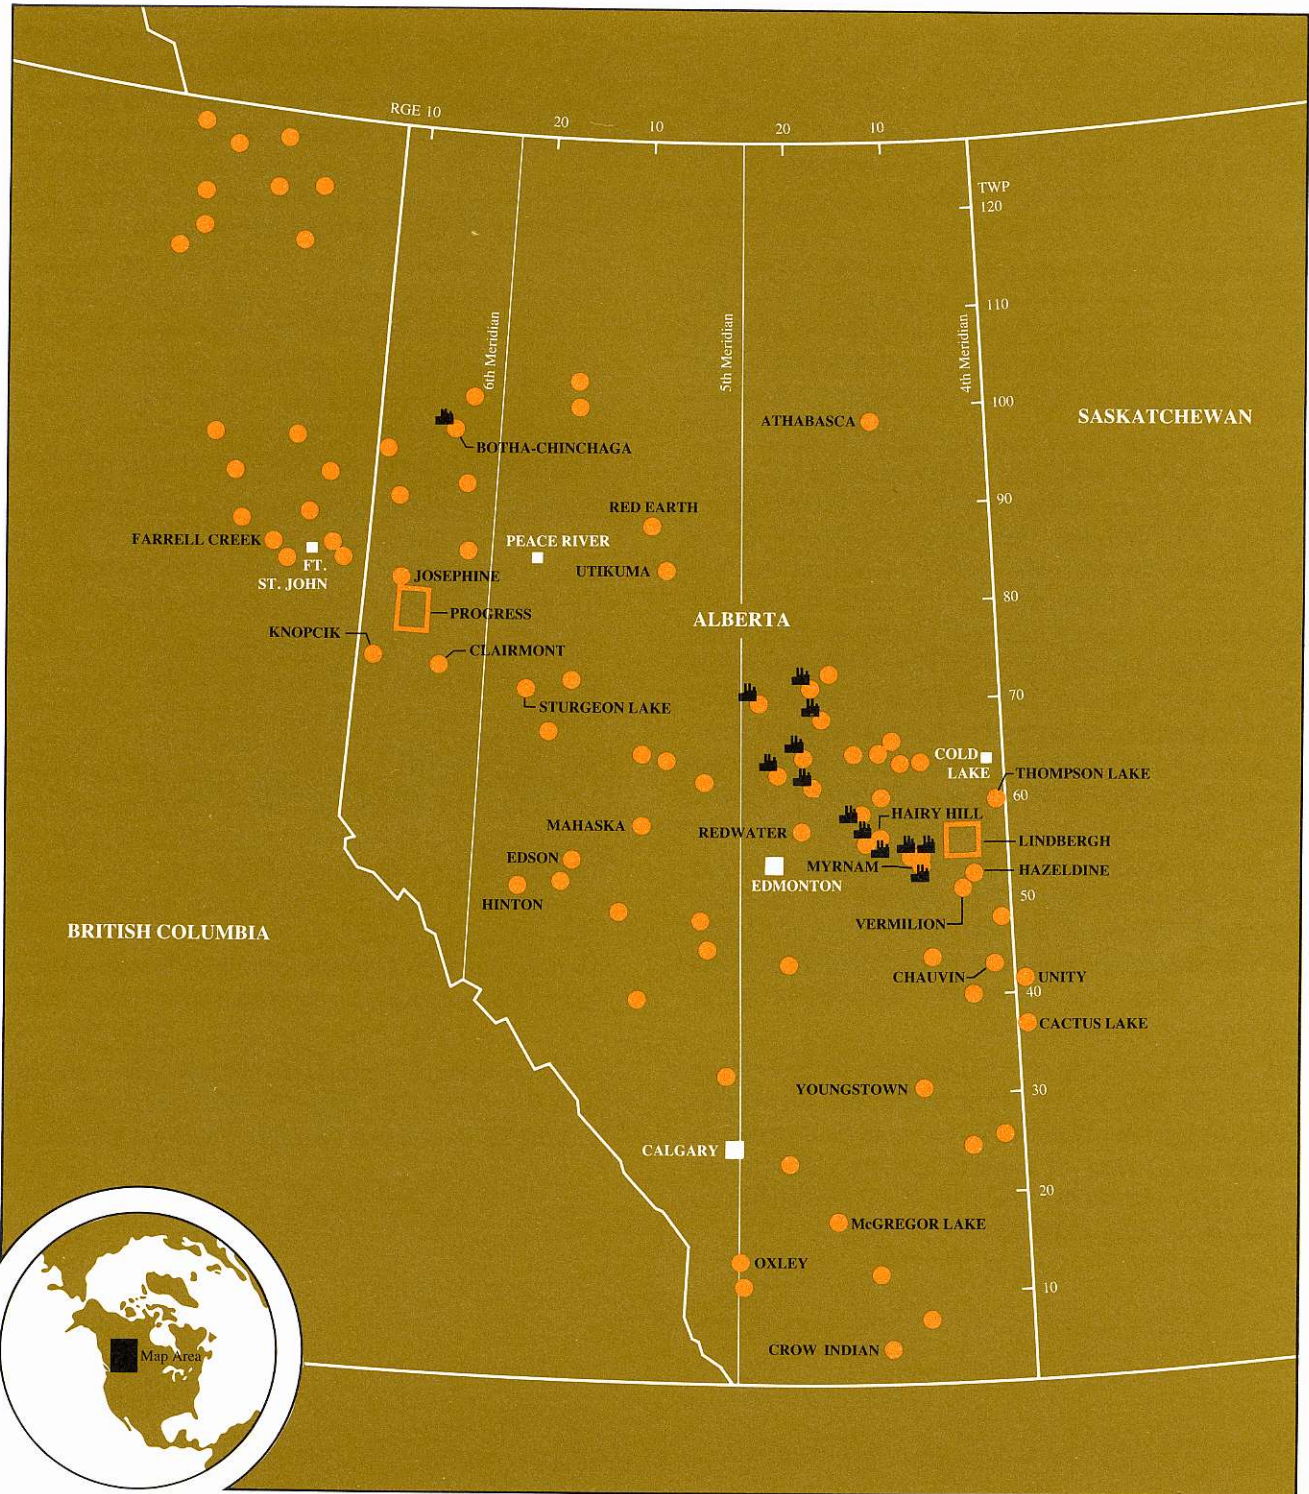 RGE 10
20
10
20
10
TWP
120
110
6th Meridian
5th Meridian
4th Meridian
100
SASKATCHEWAN
ATHABASCA
BOTHA-CHINCHAGA
90
RED EARTH
FARRELL CREEK
PEACE RIVER
FT.
ST. JOHN
UTIKUMA
JOSEPHINE
80
PROGRESS
ALBERTA
KNOPCIK
CLAIRMONT
70
STURGEON LAKE
COLD
LAKE
THOMPSON LAKE
60
HAIRY HILL
MAHASKA
REDWATER
LINDBERGH
EDSON
MYRNAM
HAZELDINE
EDMONTON
50
HINTON
VERMILION
BRITISH COLUMBIA
CHAUVIN
UNITY
40
CACTUS LAKE
YOUNGSTOWN
30
CALGARY
20
McGREGOR LAKE
OXLEY
10
CROW INDIAN
Map Area